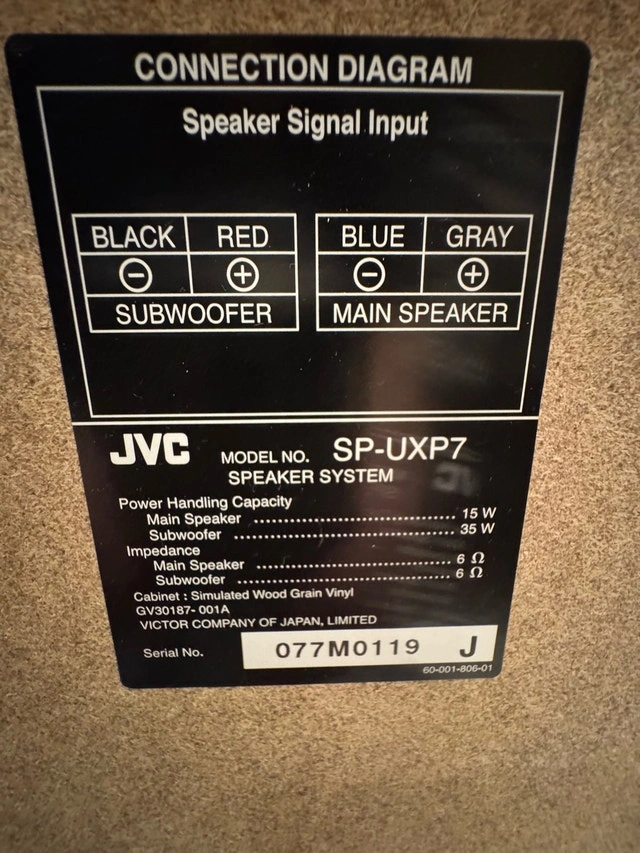 CONNECTION DIAGRAM
Speaker Signal Input
BLACK RED BLUE GRAY
⊖ ⊕ ⊖ ⊕
SUBWOOFER MAIN SPEAKER
JVC MODEL NO. SP-UXP7
SPEAKER SYSTEM
Power Handling Capacity
Main Speaker ........................................ 15 W
Subwoofer ........................................... 35 W
Impedance
Main Speaker ....................................... 6 Ω
Subwoofer ........................................... 6 Ω
Cabinet : Simulated Wood Grain Vinyl
GV30187- 001A
VICTOR COMPANY OF JAPAN, LIMITED
Serial No. 077M0119 J
60-001-806-01